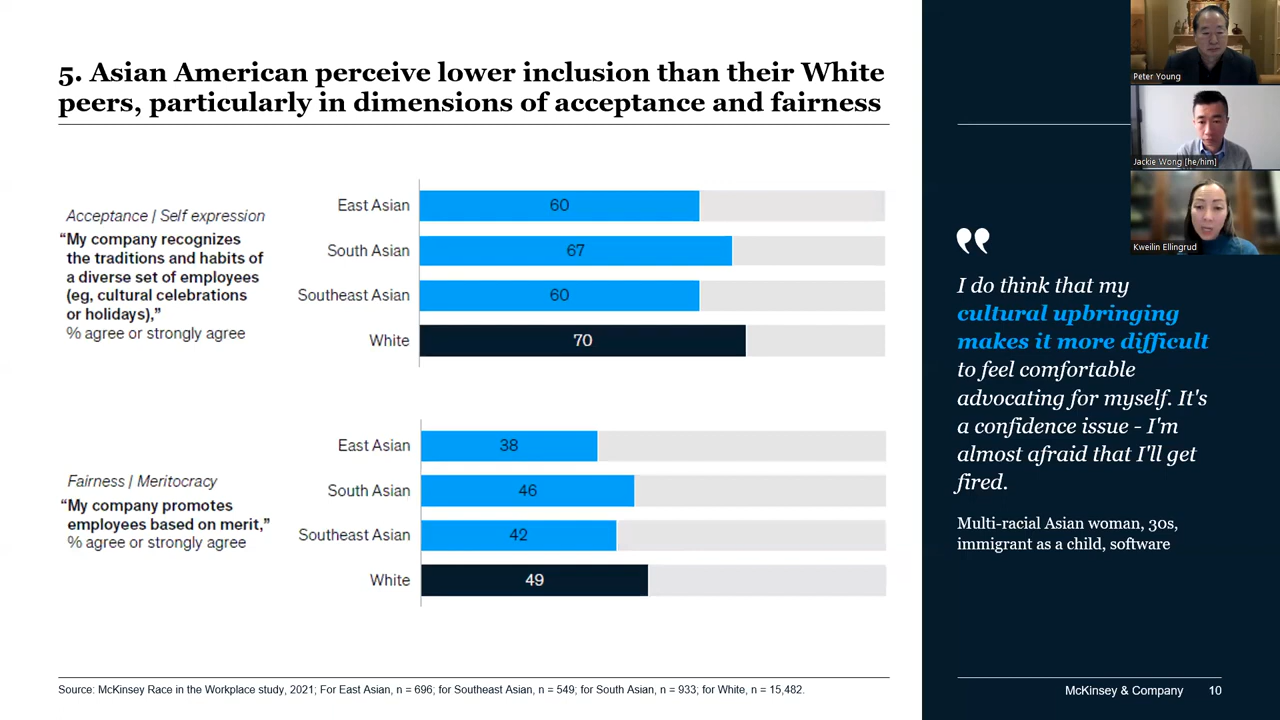 5. Asian American perceive lower inclusion than their White
peers, particularly in dimensions of acceptance and fairness
Acceptance | Self expression
“My company recognizes
the traditions and habits of
a diverse set of employees
(eg, cultural celebrations
or holidays),”
% agree or strongly agree
East Asian 60
South Asian 67
Southeast Asian 60
White 70
Fairness | Meritocracy
“My company promotes
employees based on merit,”
% agree or strongly agree
East Asian 38
South Asian 46
Southeast Asian 42
White 49
Source: McKinsey Race in the Workplace study, 2021; For East Asian, n = 696; for Southeast Asian, n = 549; for South Asian, n = 933; for White, n = 15,482.
Peter Young
Jackie Wong [he/him]
Kweilin Ellingrud
I do think that my
cultural upbringing
makes it more difficult
to feel comfortable
advocating for myself. It's
a confidence issue - I'm
almost afraid that I'll get
fired.
Multi-racial Asian woman, 30s,
immigrant as a child, software
McKinsey & Company 10